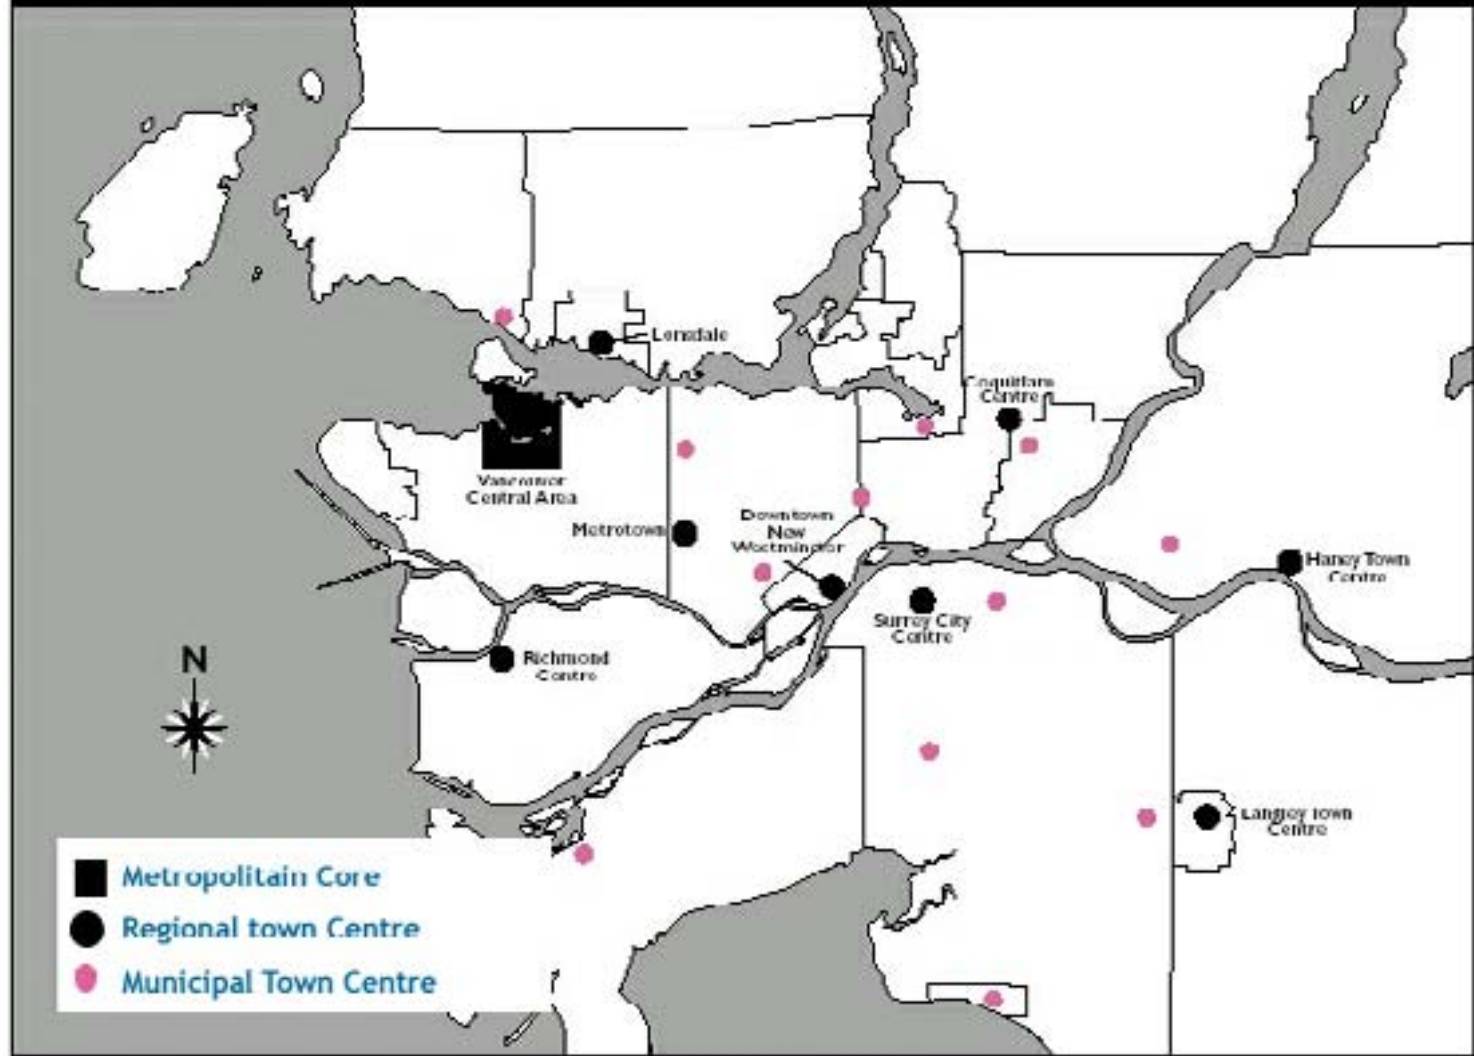 Lonsdale
Coquitlam
Centre
Vancouver
Central Area
Metrotown
Downtown
New
Westminster
Haney Town
Centre
Surrey City
Centre
Richmond
Centre
N
Langley Town
Centre
Metropolitain Core
Regional town Centre
Municipal Town Centre